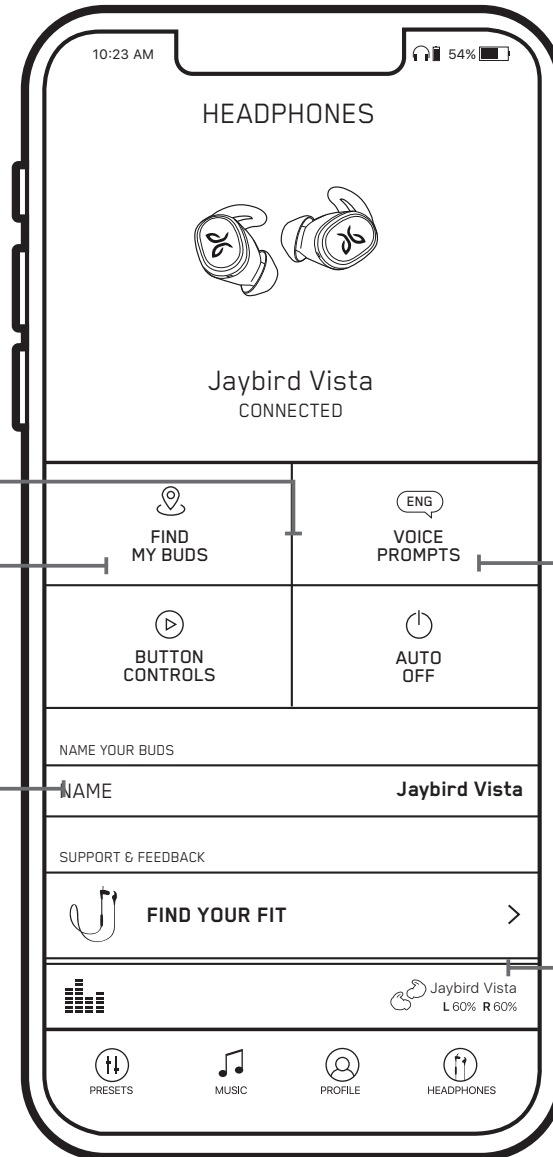 10:23 AM 54%
HEADPHONES
Jaybird Vista
CONNECTED
FIND
MY BUDS
ENG
VOICE
PROMPTS
BUTTON
CONTROLS
AUTO
OFF
NAME YOUR BUDS
NAME Jaybird Vista
SUPPORT & FEEDBACK
FIND YOUR FIT
Jaybird Vista
L 60% R 60%
PRESETS MUSIC PROFILE HEADPHONES